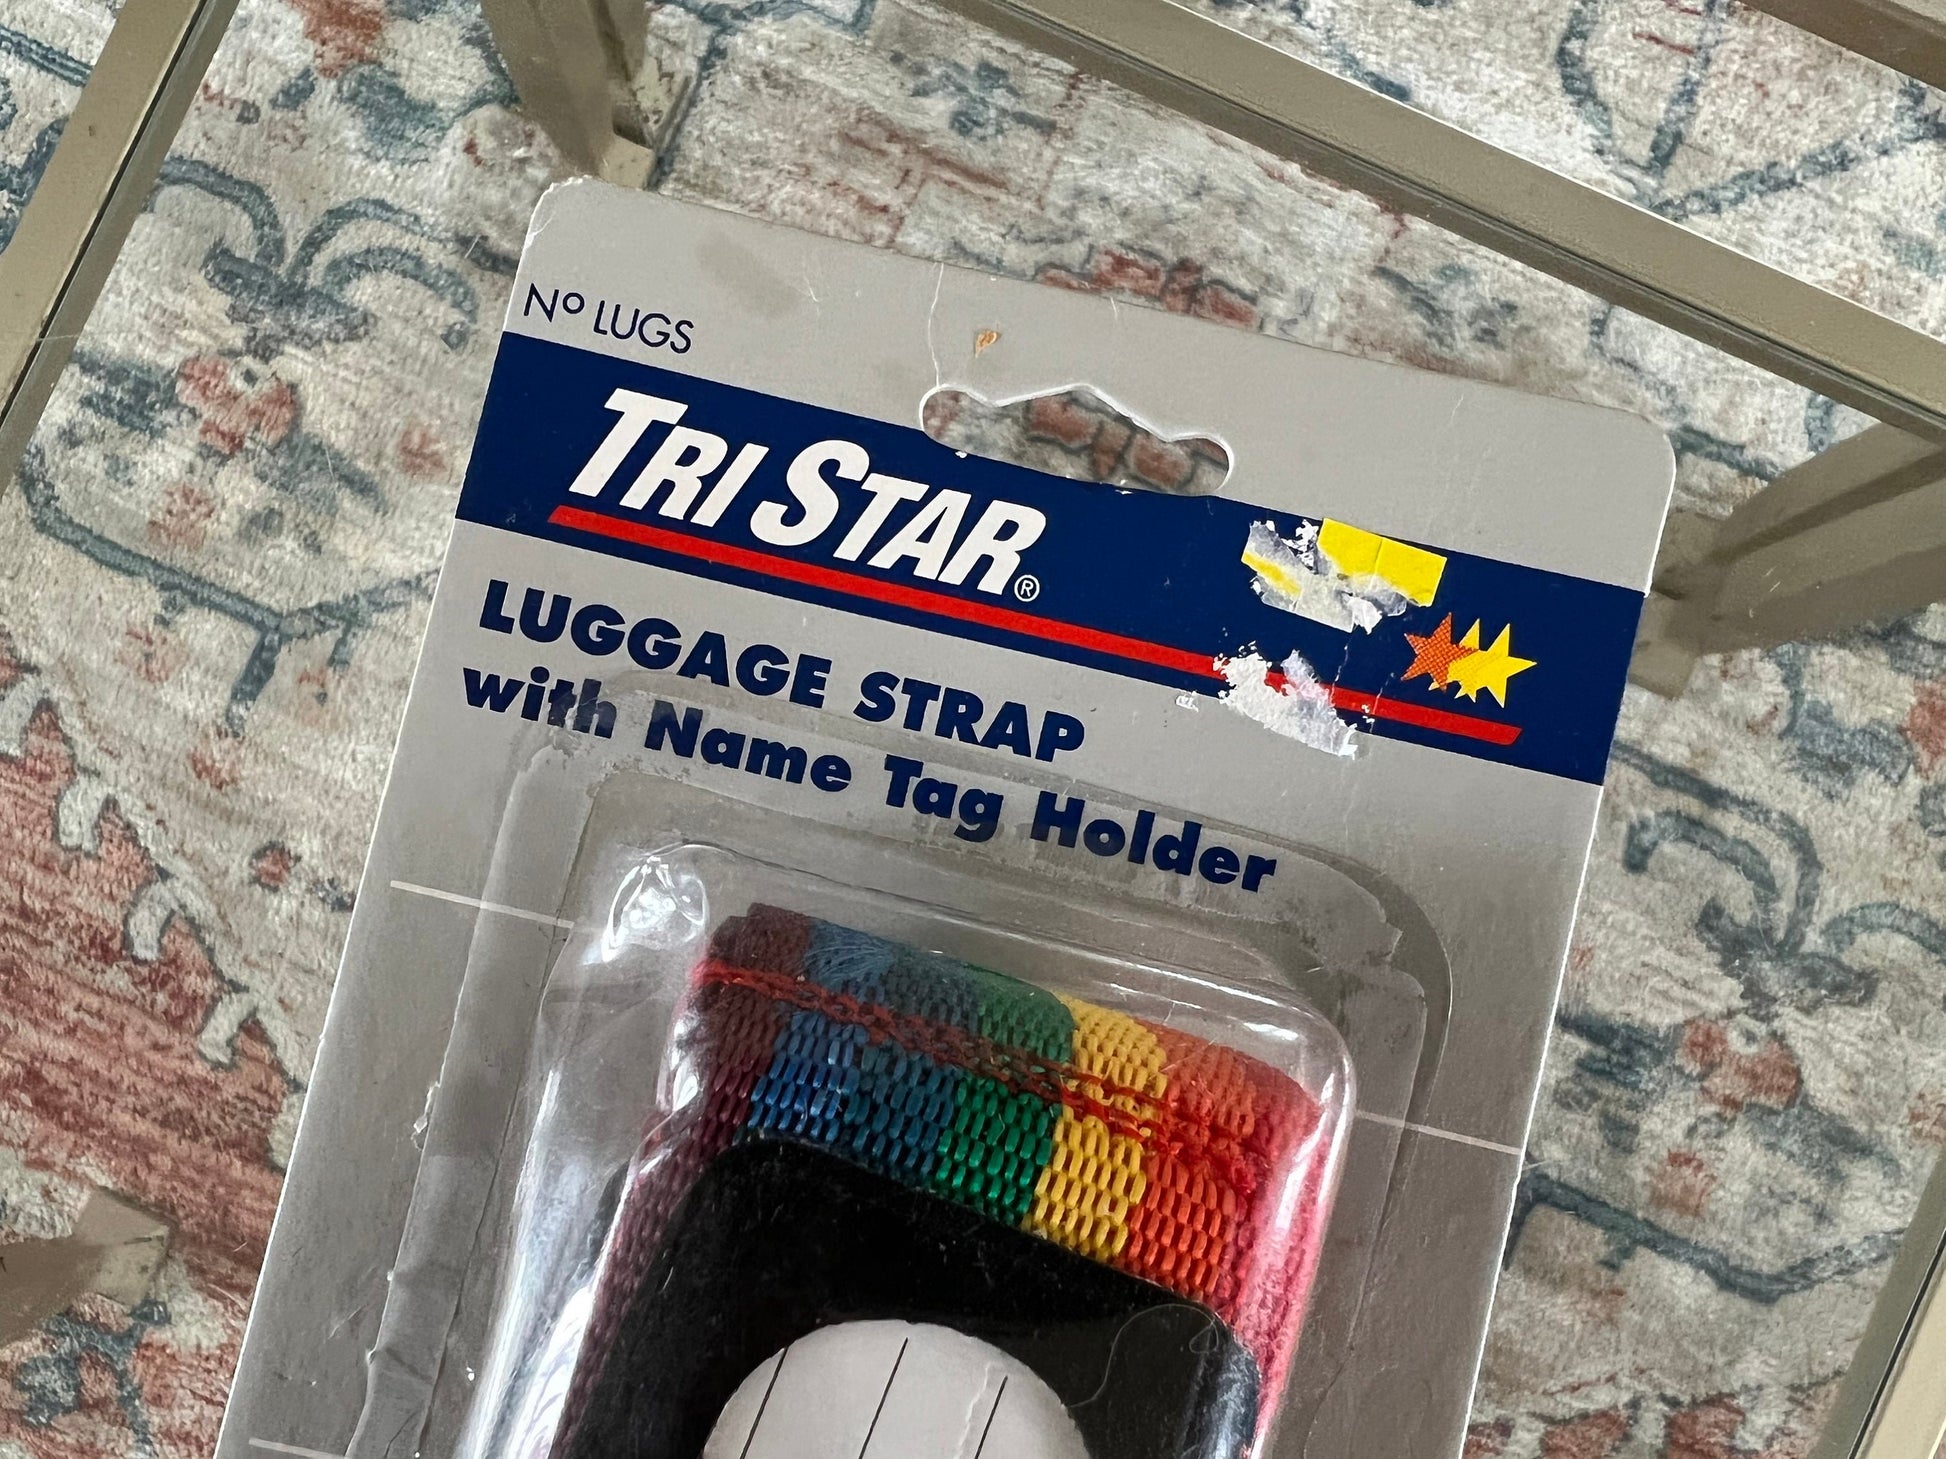 Nº LUGS
TRI STAR®
LUGGAGE STRAP
with Name Tag Holder